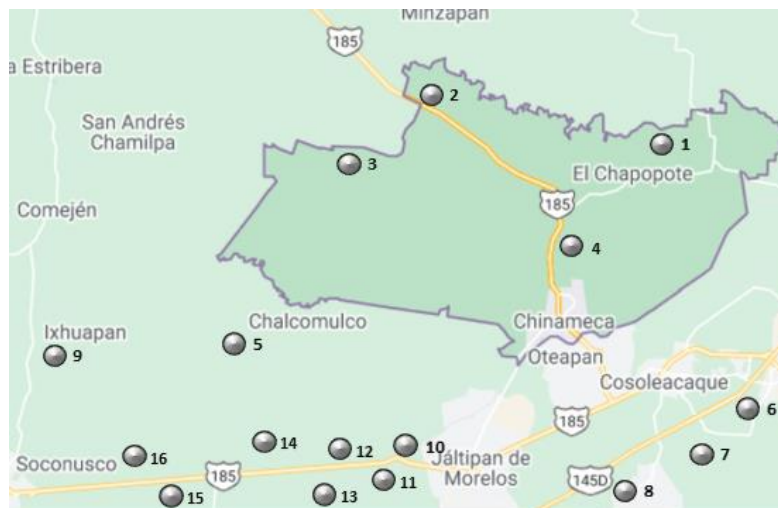 Minzapan
185
a Estribera
2
San Andrés
Chamilpa
1
3
El Chapopote
Comején
185
4
Chalcomulco
Chinameca
Ixhuapan
5
9
Oteapan
Cosoleacaque
6
185
14
12
10
Soconusco
16
185
Jáltipan de
Morelos
7
11
145D
8
15
13